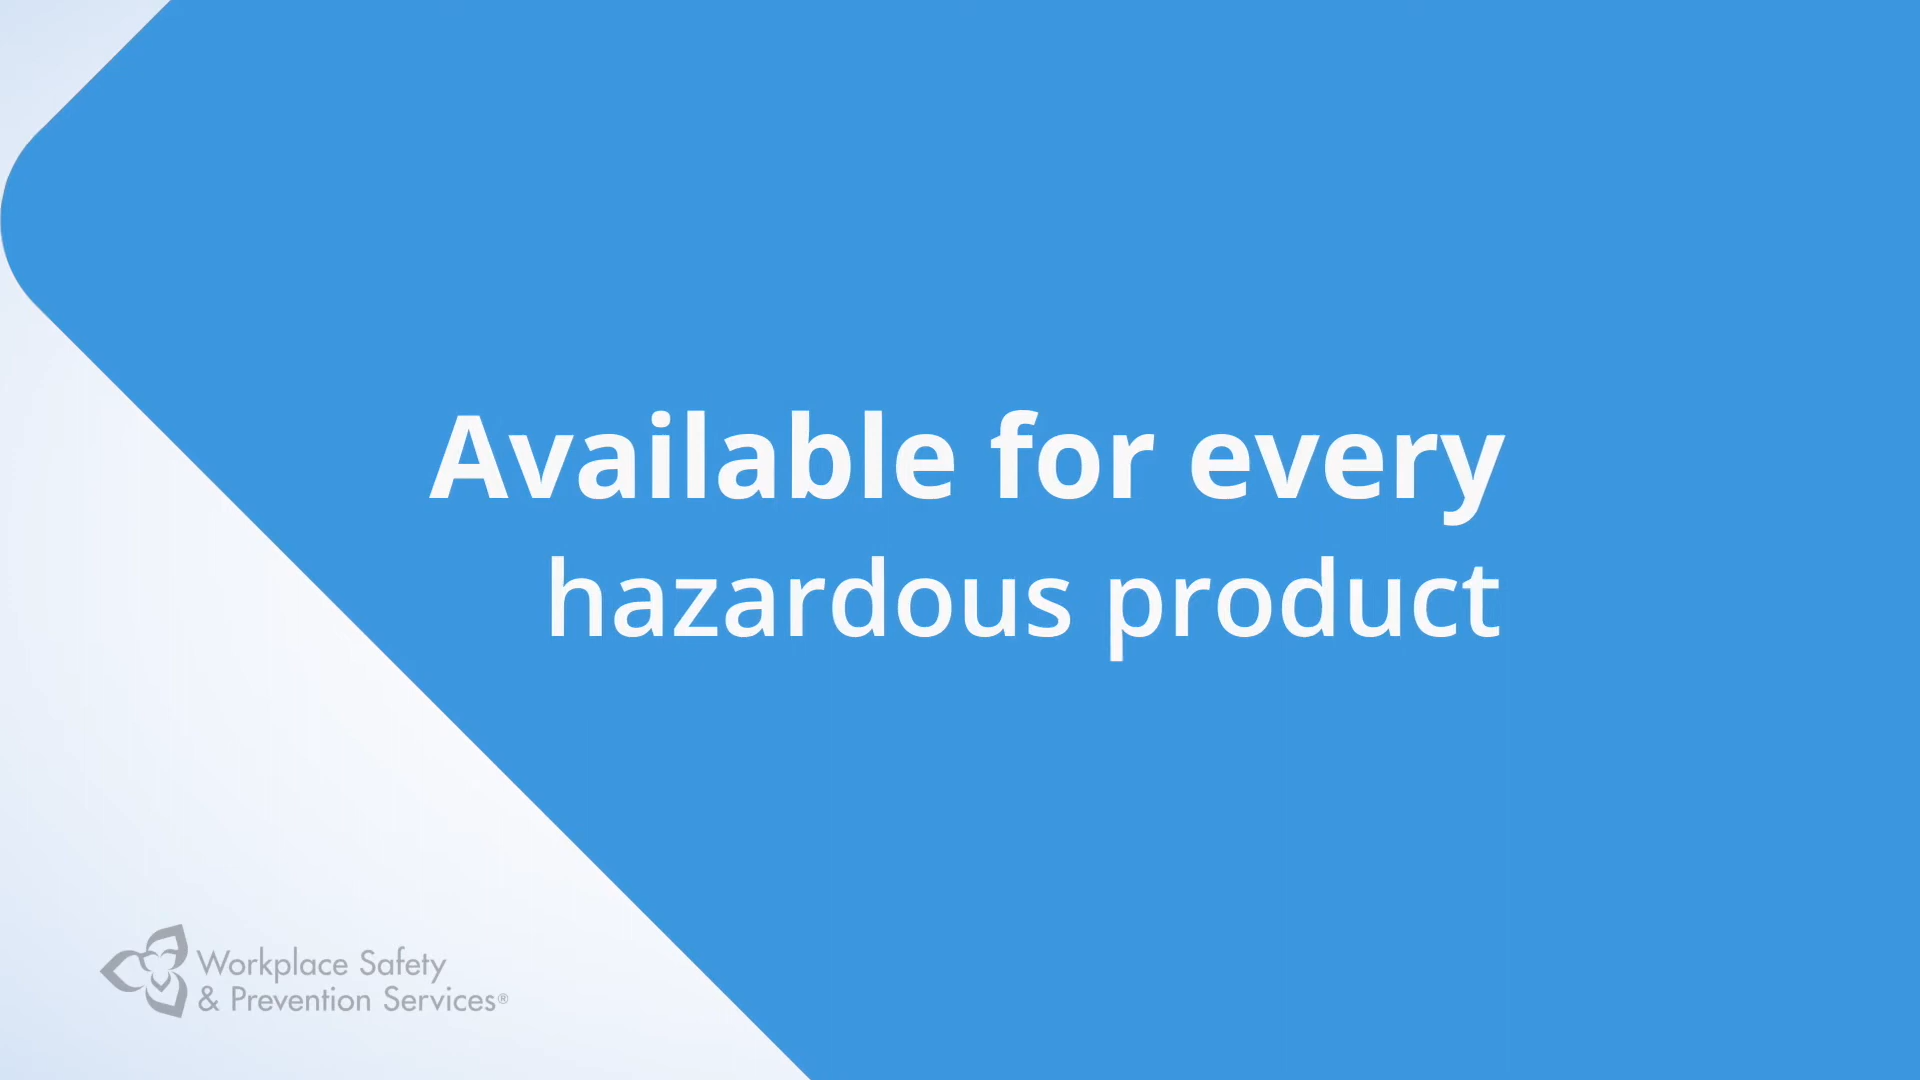 Available for every
hazardous product
Workplace Safety
& Prevention Services®